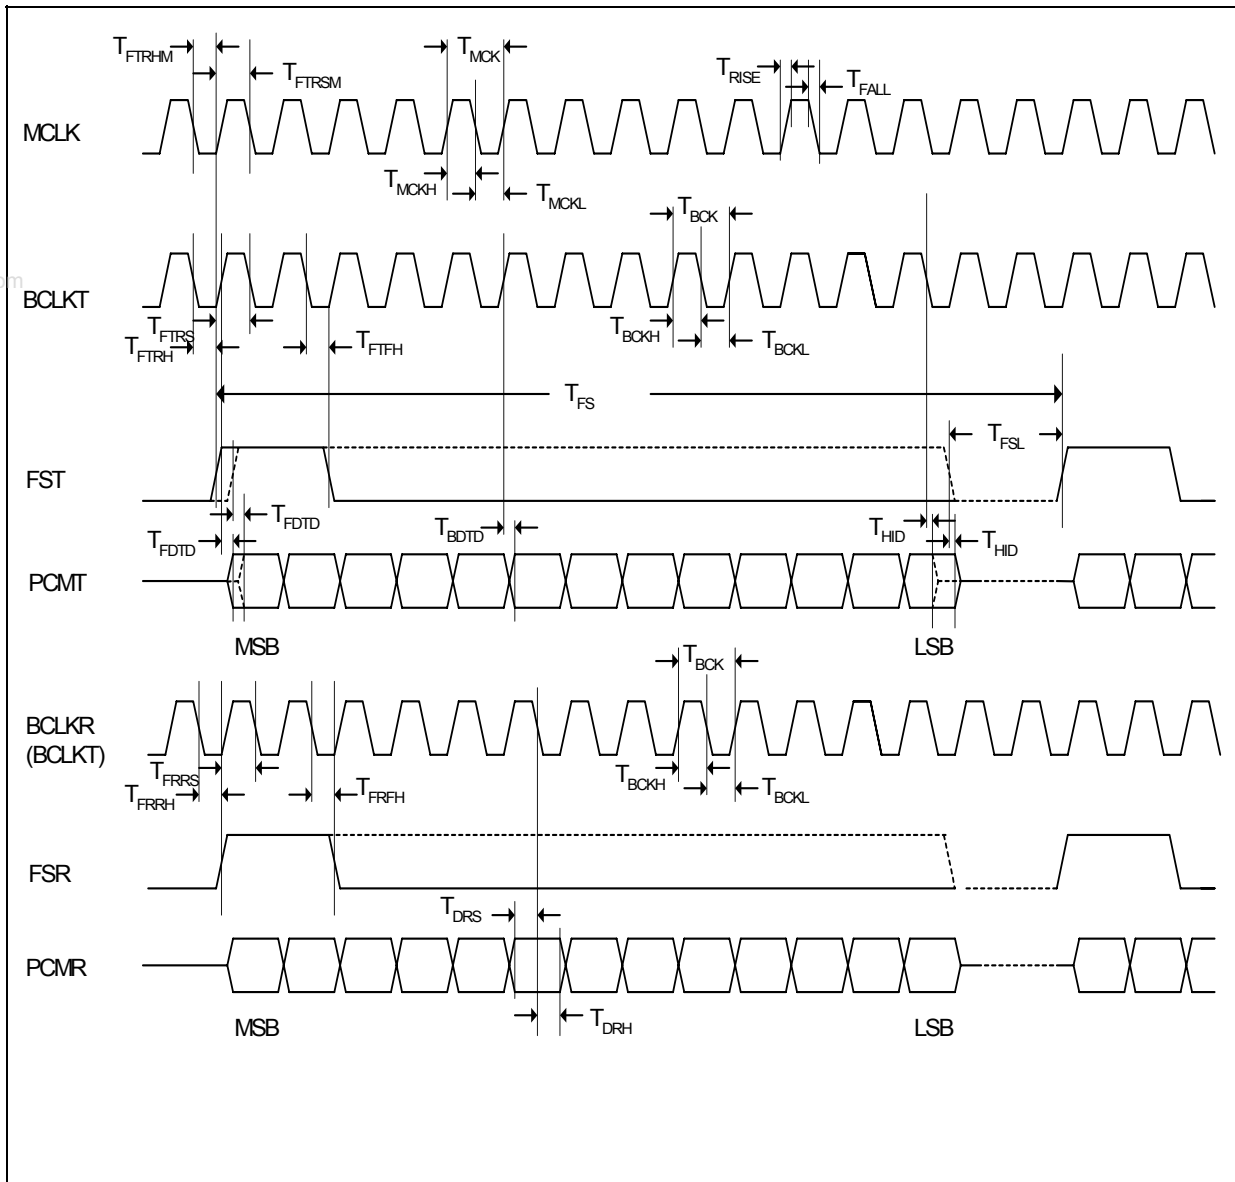 T_FTRHM
T_MCK
T_FTRSM
T_RISE
T_FALL
MCLK
T_MCKH
T_MCKL
T_BCK
om
BCLKT
T_FTRS
T_FTRH
T_FTFH
T_BCKH
T_BCKL
T_FS
T_FSL
FST
T_FDTD
T_FDTD
T_BDTD
T_HID
T_HID
PCMT
MSB
LSB
T_BCK
BCLKR
(BCLKT)
T_FRRS
T_FRRH
T_FRFH
T_BCKH
T_BCKL
FSR
T_DRS
PCMR
MSB
T_DRH
LSB